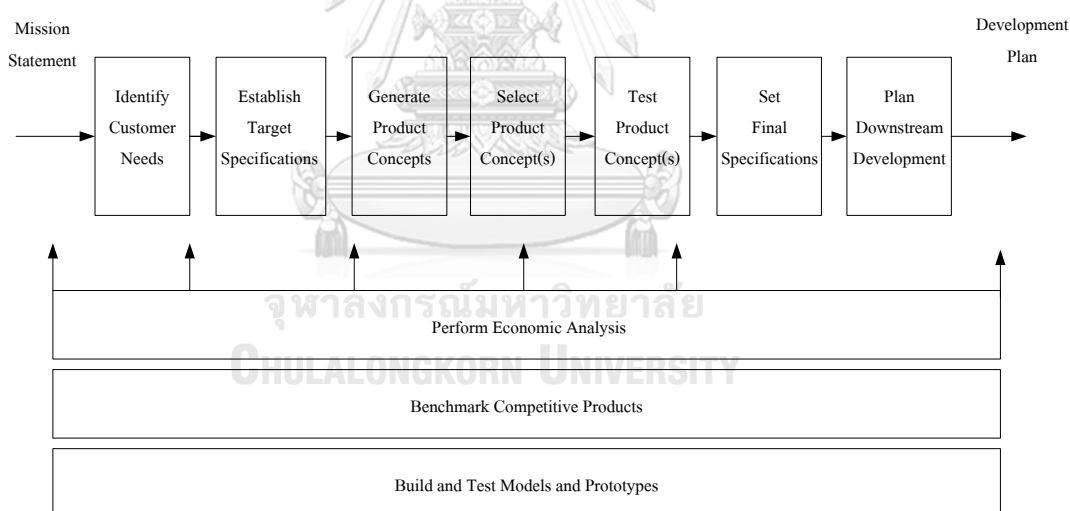 Mission
Statement
Development
Plan
Identify
Customer
Needs
Establish
Target
Specifications
Generate
Product
Concepts
Select
Product
Concept(s)
Test
Product
Concept(s)
Set
Final
Specifications
Plan
Downstream
Development
จุฬาลงกรณ์มหาวิทยาลัย
Perform Economic Analysis
CHULALONGKORN UNIVERSITY
Benchmark Competitive Products
Build and Test Models and Prototypes